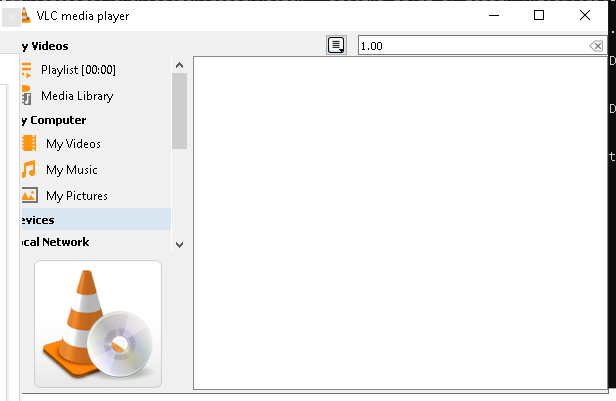 VLC media player
y Videos
1.00
Playlist [00:00]
Media Library
y Computer
My Videos
My Music
My Pictures
evices
ocal Network
.
D
D
t